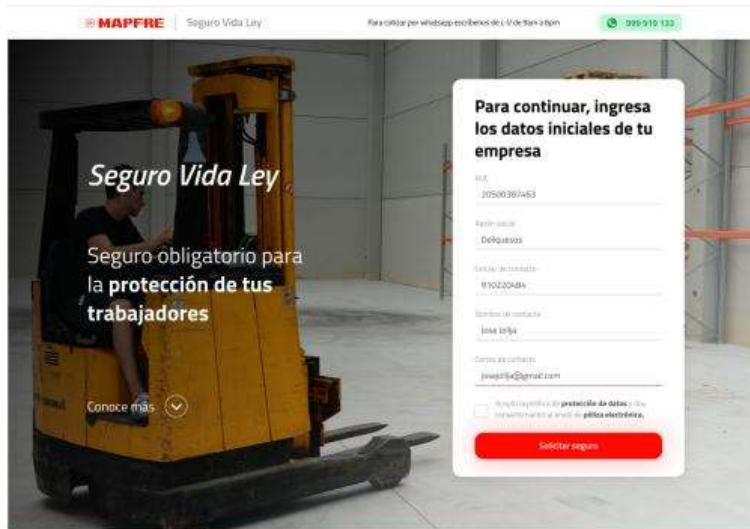 MAPFRE | Seguro Vida Ley
Para cotizar por whatsapp escríbenos de L-V de 9am a 6pm
999 919 133
Para continuar, ingresa
los datos iniciales de tu
empresa
RUC
20500387463
Razón social
Deliquesos
Celular de contacto
910220484
Nombre de contacto
Jose
Correo de contacto
@gmail.com
Acepto la política de protección de datos y doy
consentimiento al envío de póliza electrónica.
Solicitar seguro
Seguro Vida Ley
Seguro obligatorio para
la protección de tus
trabajadores
Conoce más